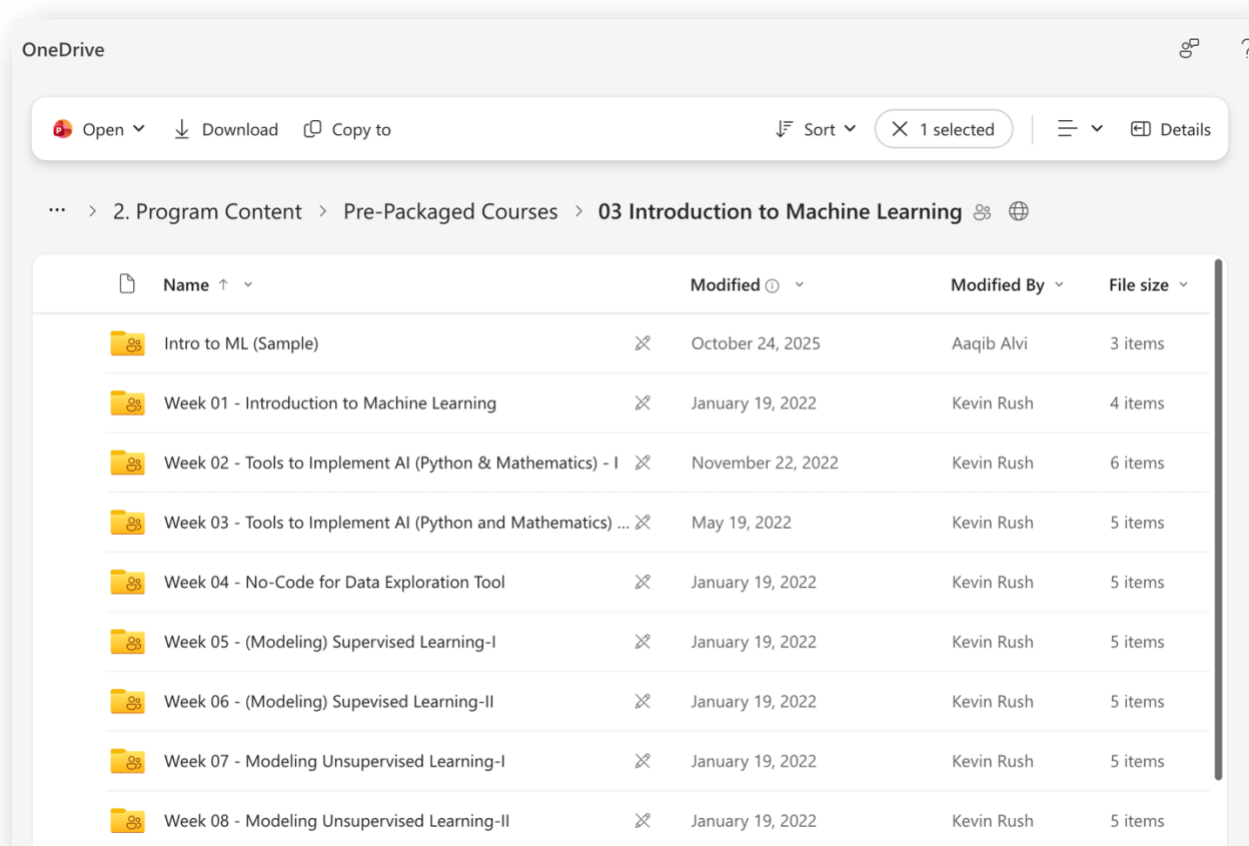 OneDrive
Open Download Copy to Sort 1 selected Details
... > 2. Program Content > Pre-Packaged Courses > 03 Introduction to Machine Learning
Name Modified Modified By File size
Intro to ML (Sample) October 24, 2025 Aaqib Alvi 3 items
Week 01 - Introduction to Machine Learning January 19, 2022 Kevin Rush 4 items
Week 02 - Tools to Implement AI (Python & Mathematics) - I November 22, 2022 Kevin Rush 6 items
Week 03 - Tools to Implement AI (Python and Mathematics) ... May 19, 2022 Kevin Rush 5 items
Week 04 - No-Code for Data Exploration Tool January 19, 2022 Kevin Rush 5 items
Week 05 - (Modeling) Supervised Learning-I January 19, 2022 Kevin Rush 5 items
Week 06 - (Modeling) Supevised Learning-II January 19, 2022 Kevin Rush 5 items
Week 07 - Modeling Unsupervised Learning-I January 19, 2022 Kevin Rush 5 items
Week 08 - Modeling Unsupervised Learning-II January 19, 2022 Kevin Rush 5 items